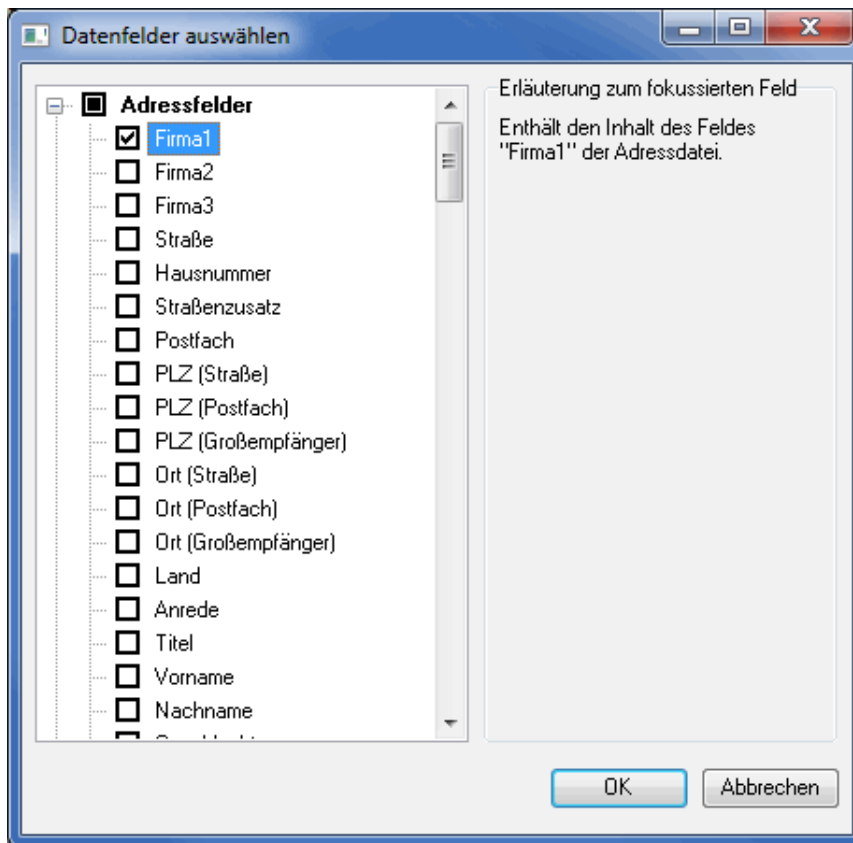 Datenfelder auswählen
Adressfelder
Firma1
Firma2
Firma3
Straße
Hausnummer
Straßenzusatz
Postfach
PLZ (Straße)
PLZ (Postfach)
PLZ (Großempfänger)
Ort (Straße)
Ort (Postfach)
Ort (Großempfänger)
Land
Anrede
Titel
Vorname
Nachname
Erläuterung zum fokussierten Feld
Enthält den Inhalt des Feldes
"Firma1" der Adressdatei.
OK
Abbrechen